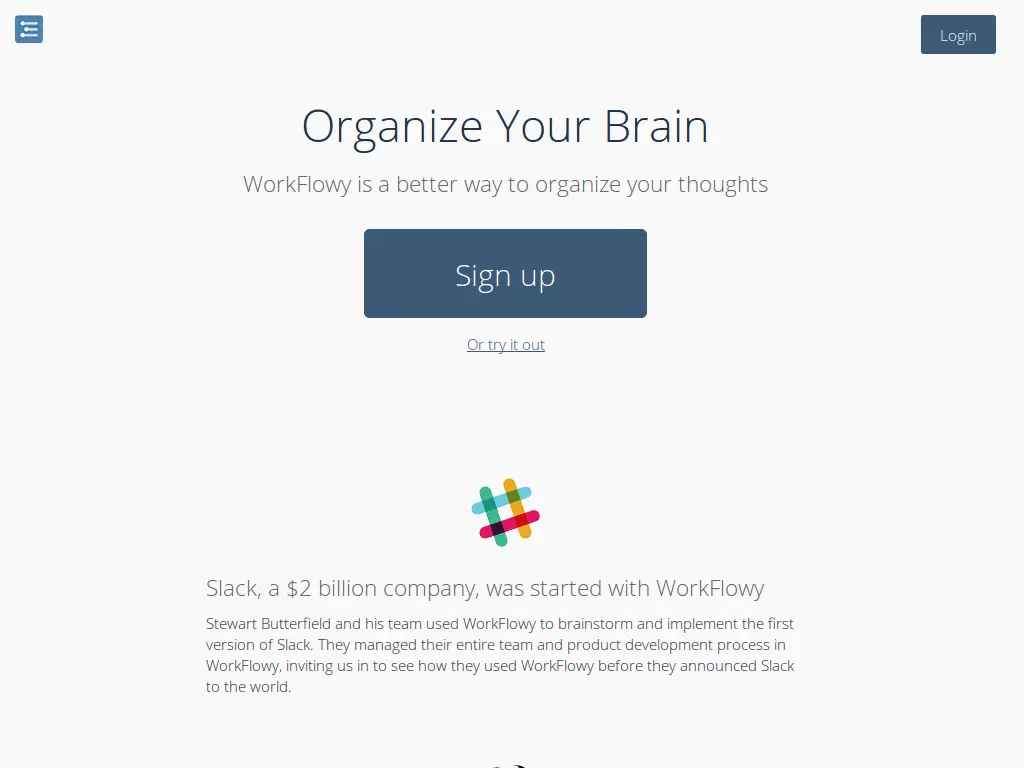 Login
Organize Your Brain
WorkFlowy is a better way to organize your thoughts
Sign up
Or try it out
Slack, a $2 billion company, was started with WorkFlowy
Stewart Butterfield and his team used WorkFlowy to brainstorm and implement the first
version of Slack. They managed their entire team and product development process in
WorkFlowy, inviting us in to see how they used WorkFlowy before they announced Slack
to the world.